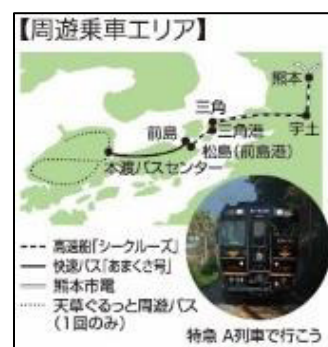 【周遊乗車エリア】
熊本
三角
宇土
前島
三角港
松島(前島港)
本渡バスセンター
高速船「シークルーズ」
快速バス「あまくさ号」
熊本市電
天草ぐるっと周遊バス
(1回のみ)
特急 A列車で行こう